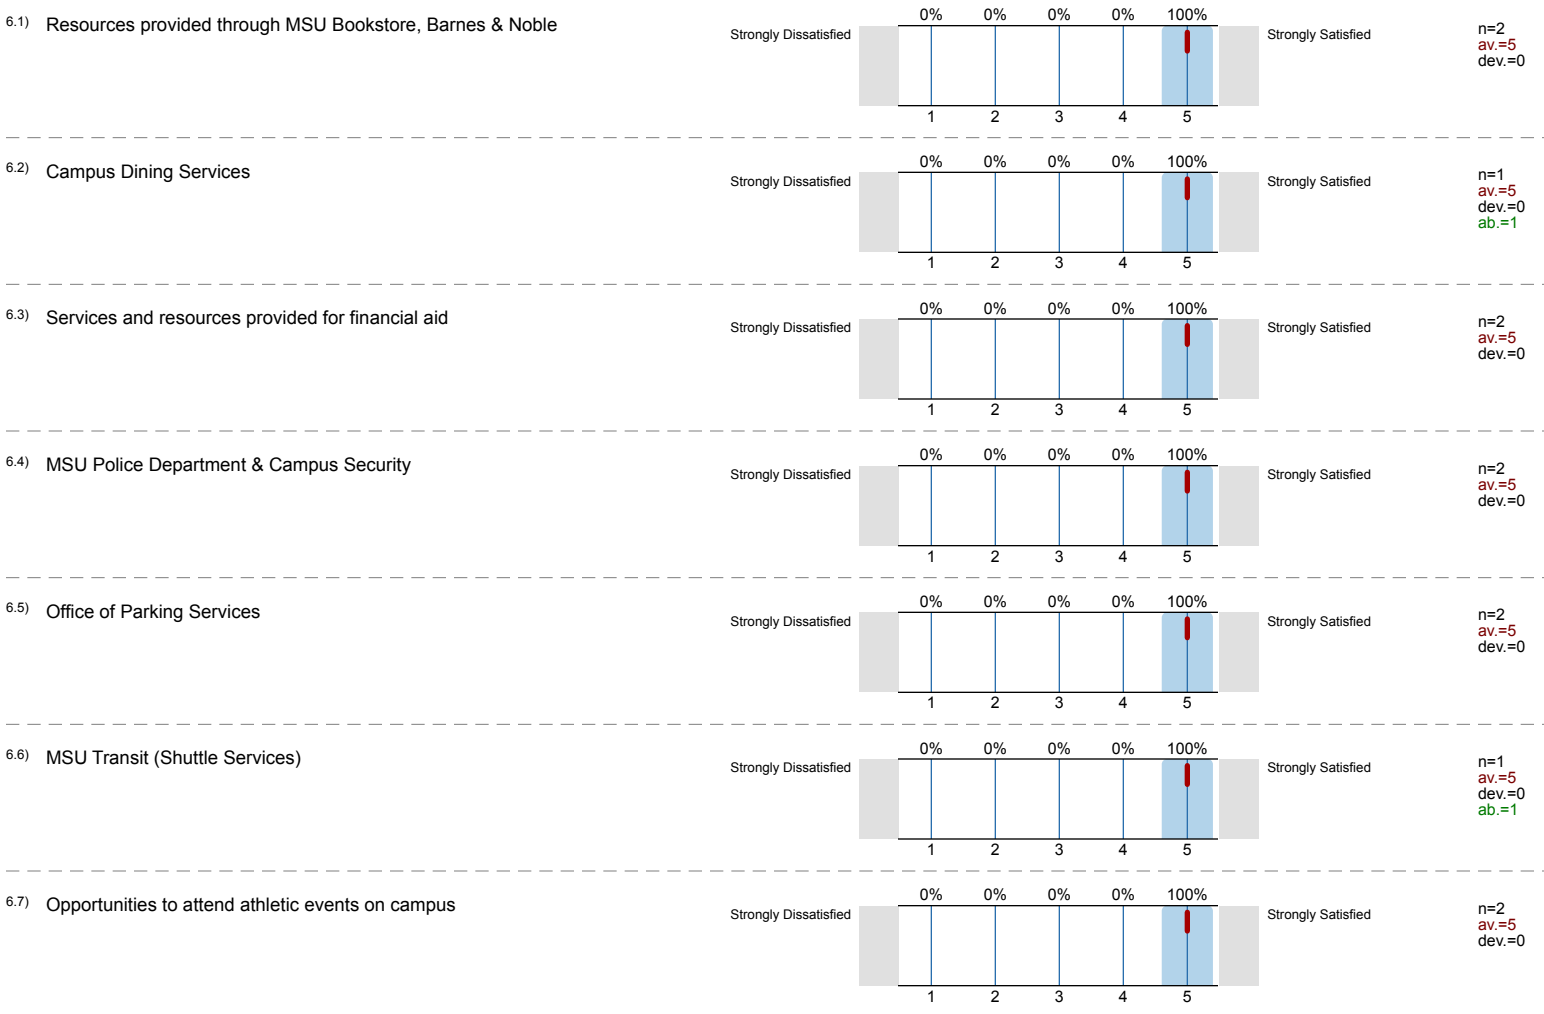 6.1) Resources provided through MSU Bookstore, Barnes & Noble
0% 0% 0% 0% 100%
Strongly Dissatisfied Strongly Satisfied
n=2
av.=5
dev.=0
1 2 3 4 5
6.2) Campus Dining Services
0% 0% 0% 0% 100%
Strongly Dissatisfied Strongly Satisfied
n=1
av.=5
dev.=0
ab.=1
1 2 3 4 5
6.3) Services and resources provided for financial aid
0% 0% 0% 0% 100%
Strongly Dissatisfied Strongly Satisfied
n=2
av.=5
dev.=0
1 2 3 4 5
6.4) MSU Police Department & Campus Security
0% 0% 0% 0% 100%
Strongly Dissatisfied Strongly Satisfied
n=2
av.=5
dev.=0
1 2 3 4 5
6.5) Office of Parking Services
0% 0% 0% 0% 100%
Strongly Dissatisfied Strongly Satisfied
n=2
av.=5
dev.=0
1 2 3 4 5
6.6) MSU Transit (Shuttle Services)
0% 0% 0% 0% 100%
Strongly Dissatisfied Strongly Satisfied
n=1
av.=5
dev.=0
ab.=1
1 2 3 4 5
6.7) Opportunities to attend athletic events on campus
0% 0% 0% 0% 100%
Strongly Dissatisfied Strongly Satisfied
n=2
av.=5
dev.=0
1 2 3 4 5